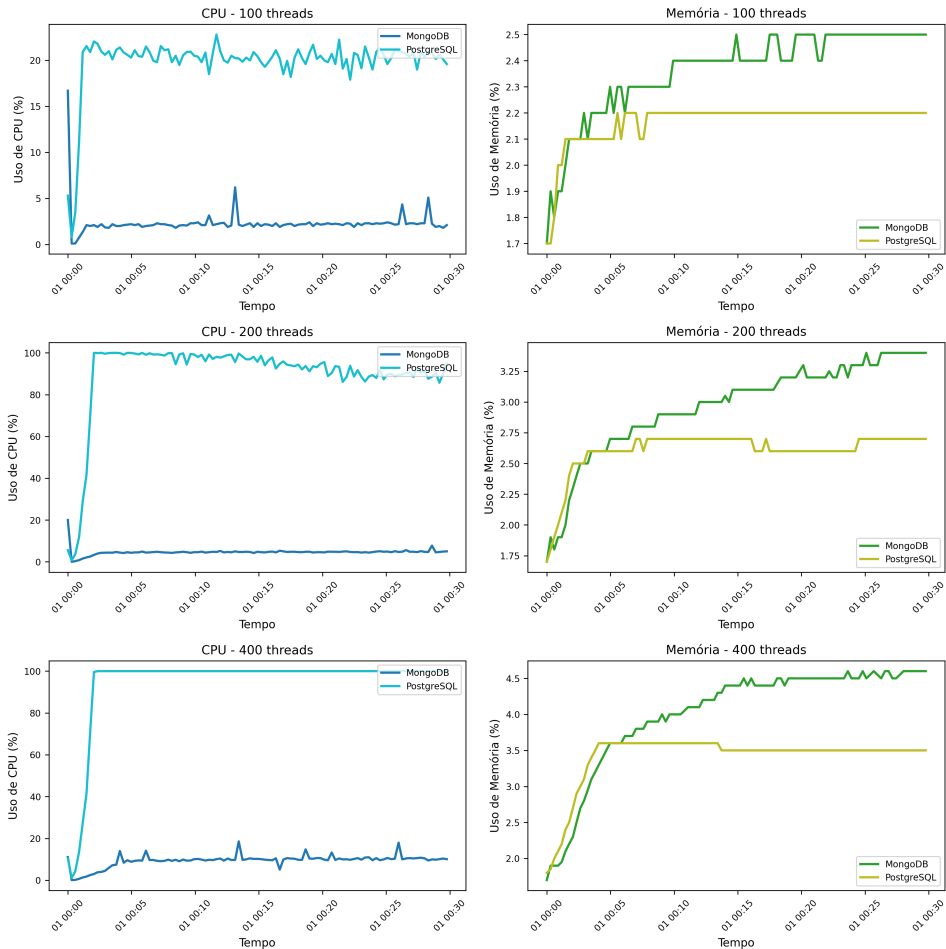 CPU - 100 threads
Uso de CPU (%)
20
15
10
5
0
MongoDB
PostgreSQL
01 00:00
01 00:05
01 00:10
01 00:15
01 00:20
01 00:25
01 00:30
Tempo
Memória - 100 threads
Uso de Memória (%)
2.5
2.4
2.3
2.2
2.1
2.0
1.9
1.8
1.7
MongoDB
PostgreSQL
01 00:00
01 00:05
01 00:10
01 00:15
01 00:20
01 00:25
01 00:30
Tempo
CPU - 200 threads
Uso de CPU (%)
100
80
60
40
20
0
MongoDB
PostgreSQL
01 00:00
01 00:05
01 00:10
01 00:15
01 00:20
01 00:25
01 00:30
Tempo
Memória - 200 threads
Uso de Memória (%)
3.25
3.00
2.75
2.50
2.25
2.00
1.75
MongoDB
PostgreSQL
01 00:00
01 00:05
01 00:10
01 00:15
01 00:20
01 00:25
01 00:30
Tempo
CPU - 400 threads
Uso de CPU (%)
100
80
60
40
20
0
MongoDB
PostgreSQL
01 00:00
01 00:05
01 00:10
01 00:15
01 00:20
01 00:25
01 00:30
Tempo
Memória - 400 threads
Uso de Memória (%)
4.5
4.0
3.5
3.0
2.5
2.0
MongoDB
PostgreSQL
01 00:00
01 00:05
01 00:10
01 00:15
01 00:20
01 00:25
01 00:30
Tempo